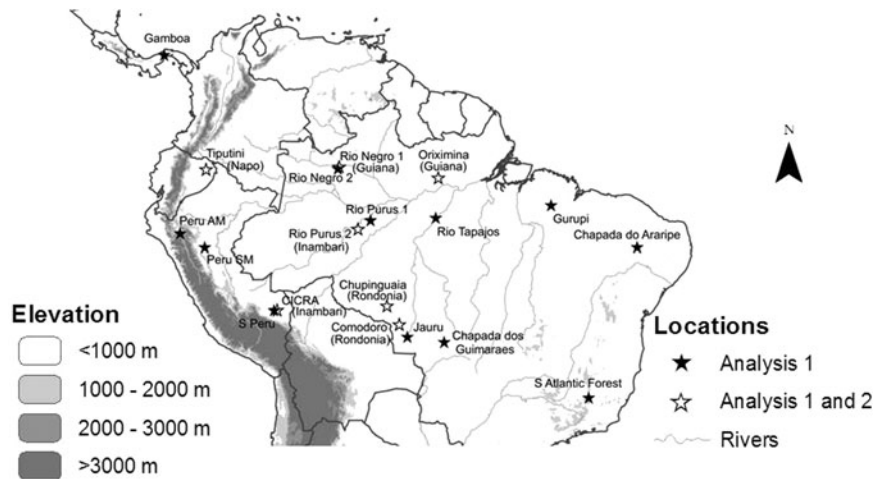 Gamboa
N
Tiputini
(Napo)
Rio Negro 1
(Guiana)
Rio Negro 2
Oriximina
(Guiana)
Peru AM
Peru SM
Rio Purus 1
Rio Purus 2
(Inambari)
Rio Tapajos
Gurupi
Chapada do Araripe
CICRA
(Inambari)
S Peru
Chupinguaia
(Rondonia)
Comodoro
(Rondonia)
Jauru
Chapada dos
Guimaraes
S Atlantic Forest
Elevation
<1000 m
1000 - 2000 m
2000 - 3000 m
>3000 m
Locations
Analysis 1
Analysis 1 and 2
Rivers